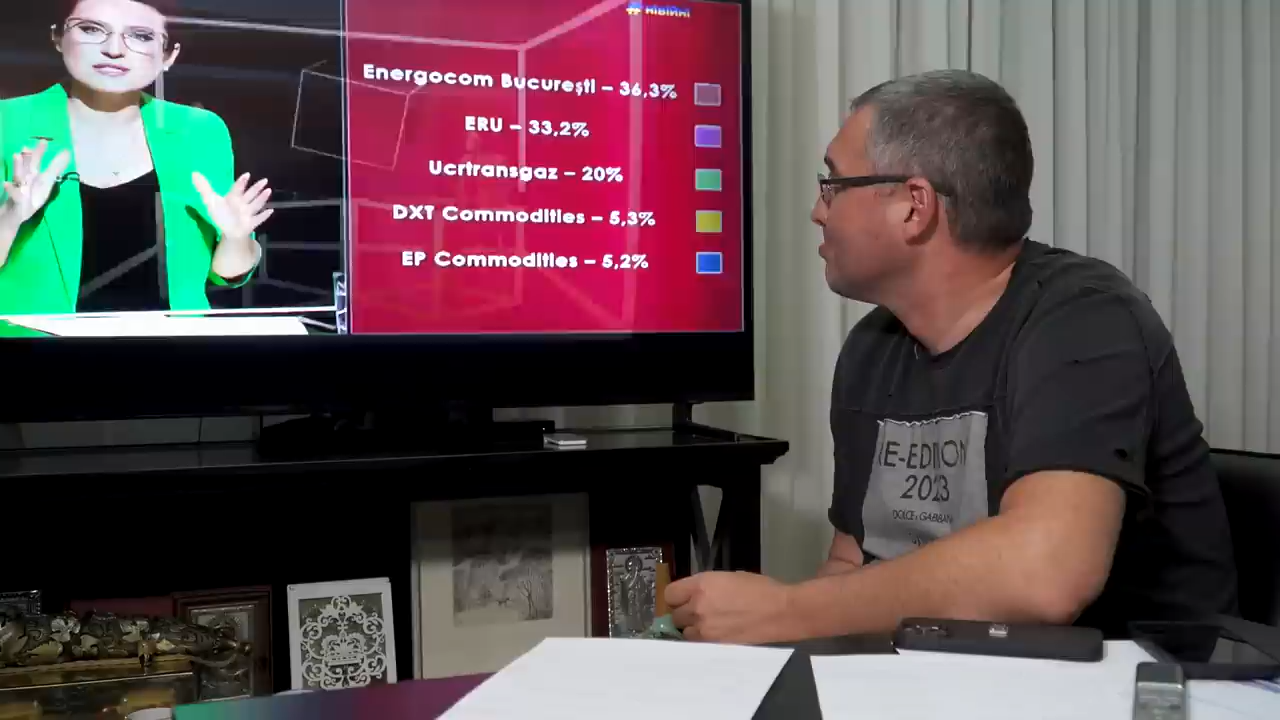 Energocom București – 36,3%
ERU – 33,2%
Ucrtransgaz – 20%
DXT Commodities – 5,3%
EP Commodities – 5,2%
RE-EDITION
2023
DOLCE & GABBANA